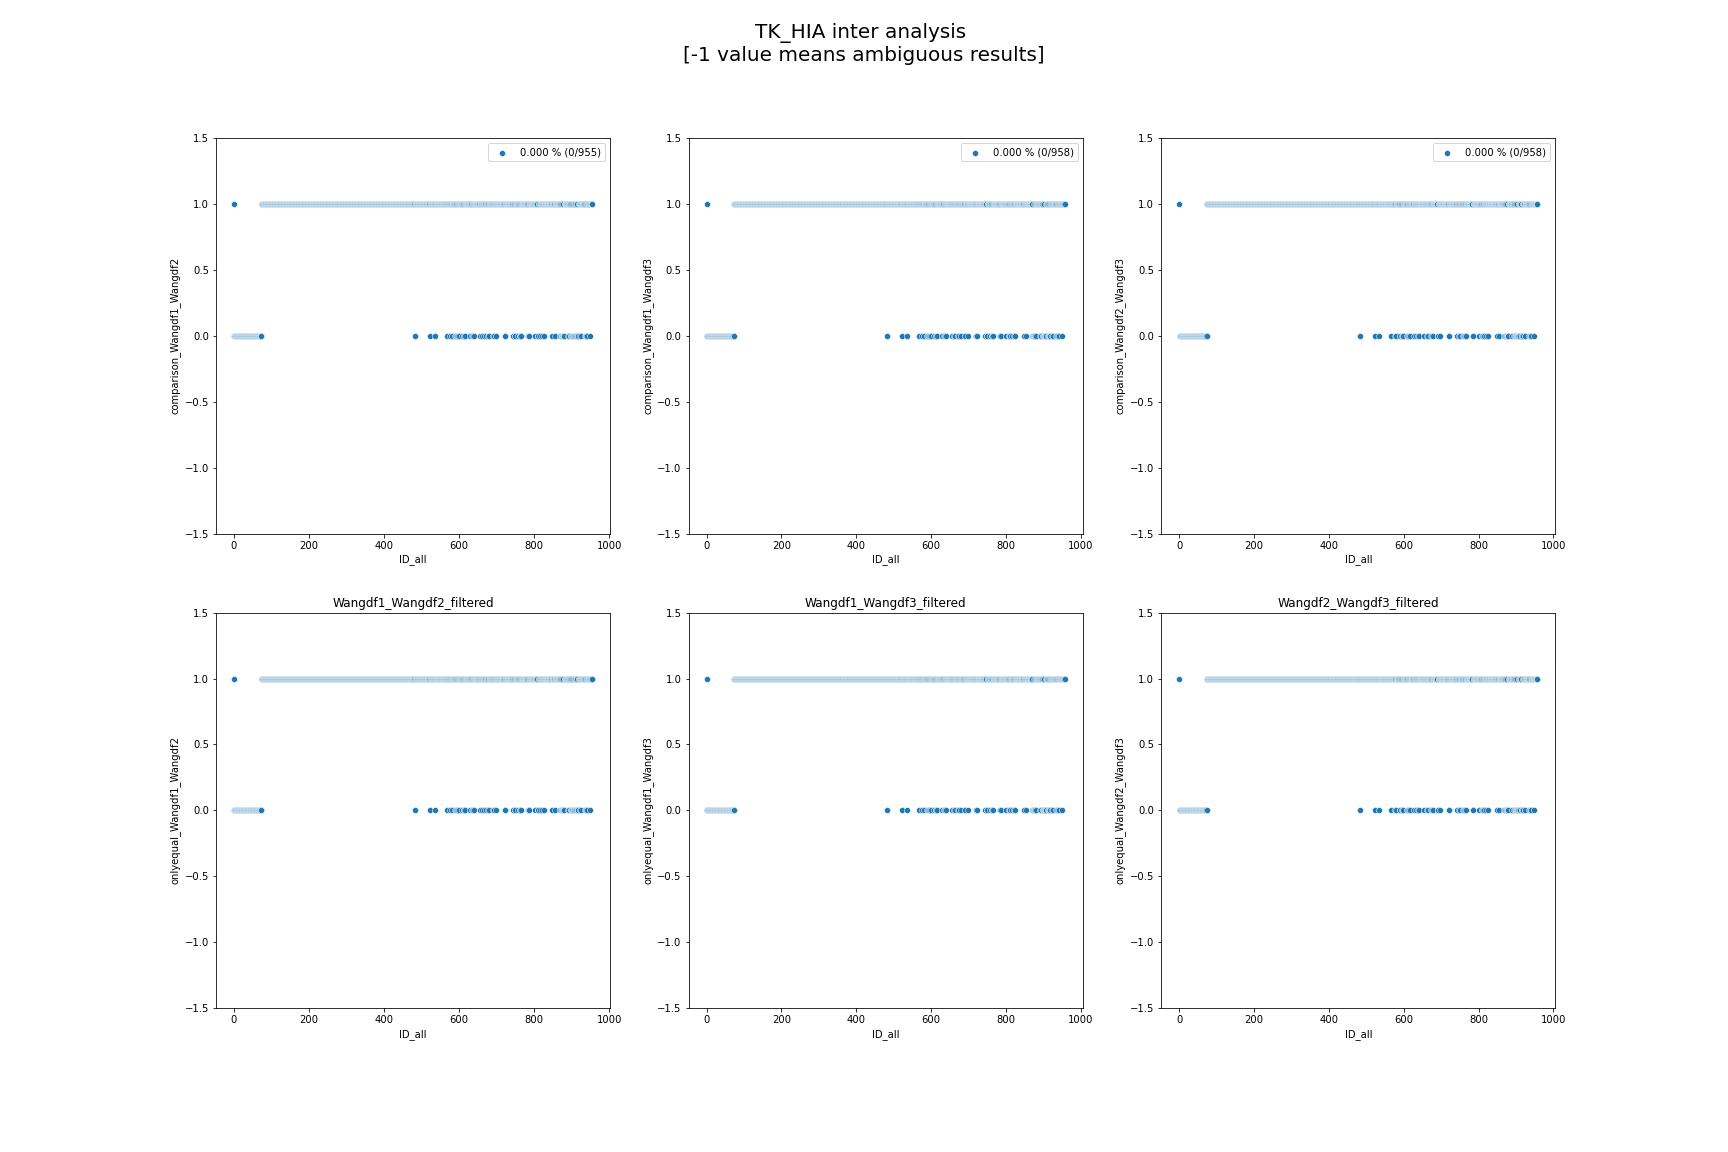 TK_HIA inter analysis
[-1 value means ambiguous results]
1.5
1.0
0.5
0.0
−0.5
−1.0
−1.5
comparison_Wangdf1_Wangdf2
0.000 % (0/955)
0 200 400 600 800 1000
ID_all
1.5
1.0
0.5
0.0
−0.5
−1.0
−1.5
comparison_Wangdf1_Wangdf3
0.000 % (0/958)
0 200 400 600 800 1000
ID_all
1.5
1.0
0.5
0.0
−0.5
−1.0
−1.5
comparison_Wangdf2_Wangdf3
0.000 % (0/958)
0 200 400 600 800 1000
ID_all
Wangdf1_Wangdf2_filtered
1.5
1.0
0.5
0.0
−0.5
−1.0
−1.5
onlyequal_Wangdf1_Wangdf2
0 200 400 600 800 1000
ID_all
Wangdf1_Wangdf3_filtered
1.5
1.0
0.5
0.0
−0.5
−1.0
−1.5
onlyequal_Wangdf1_Wangdf3
0 200 400 600 800 1000
ID_all
Wangdf2_Wangdf3_filtered
1.5
1.0
0.5
0.0
−0.5
−1.0
−1.5
onlyequal_Wangdf2_Wangdf3
0 200 400 600 800 1000
ID_all